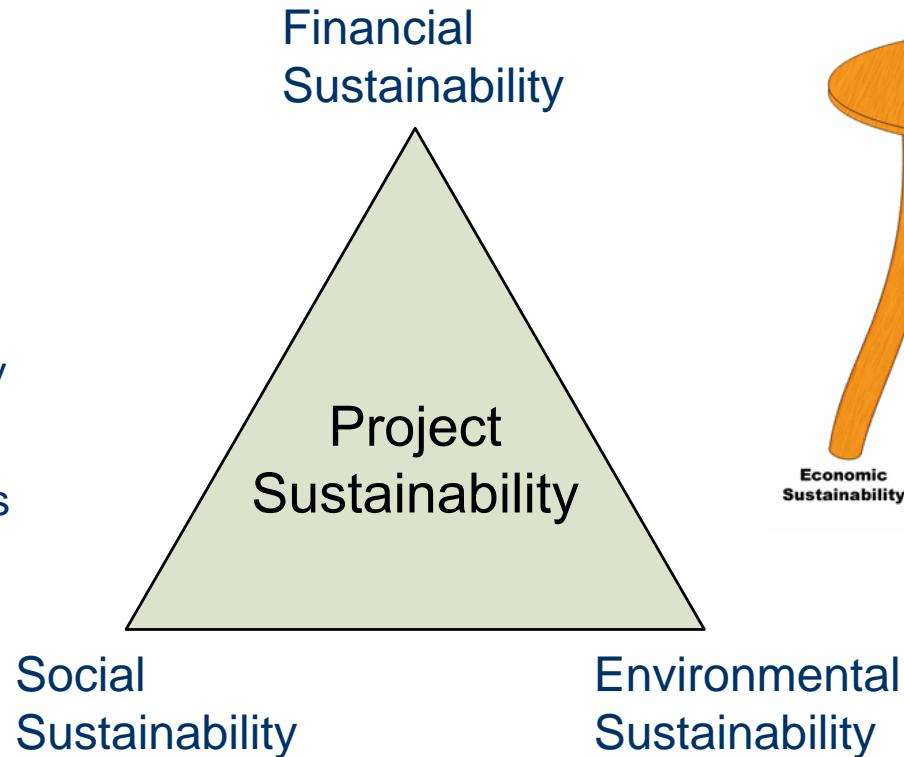 Financial
Sustainability
Project
Sustainability
Economic
Sustainability
Social
Sustainability
Environmental
Sustainability